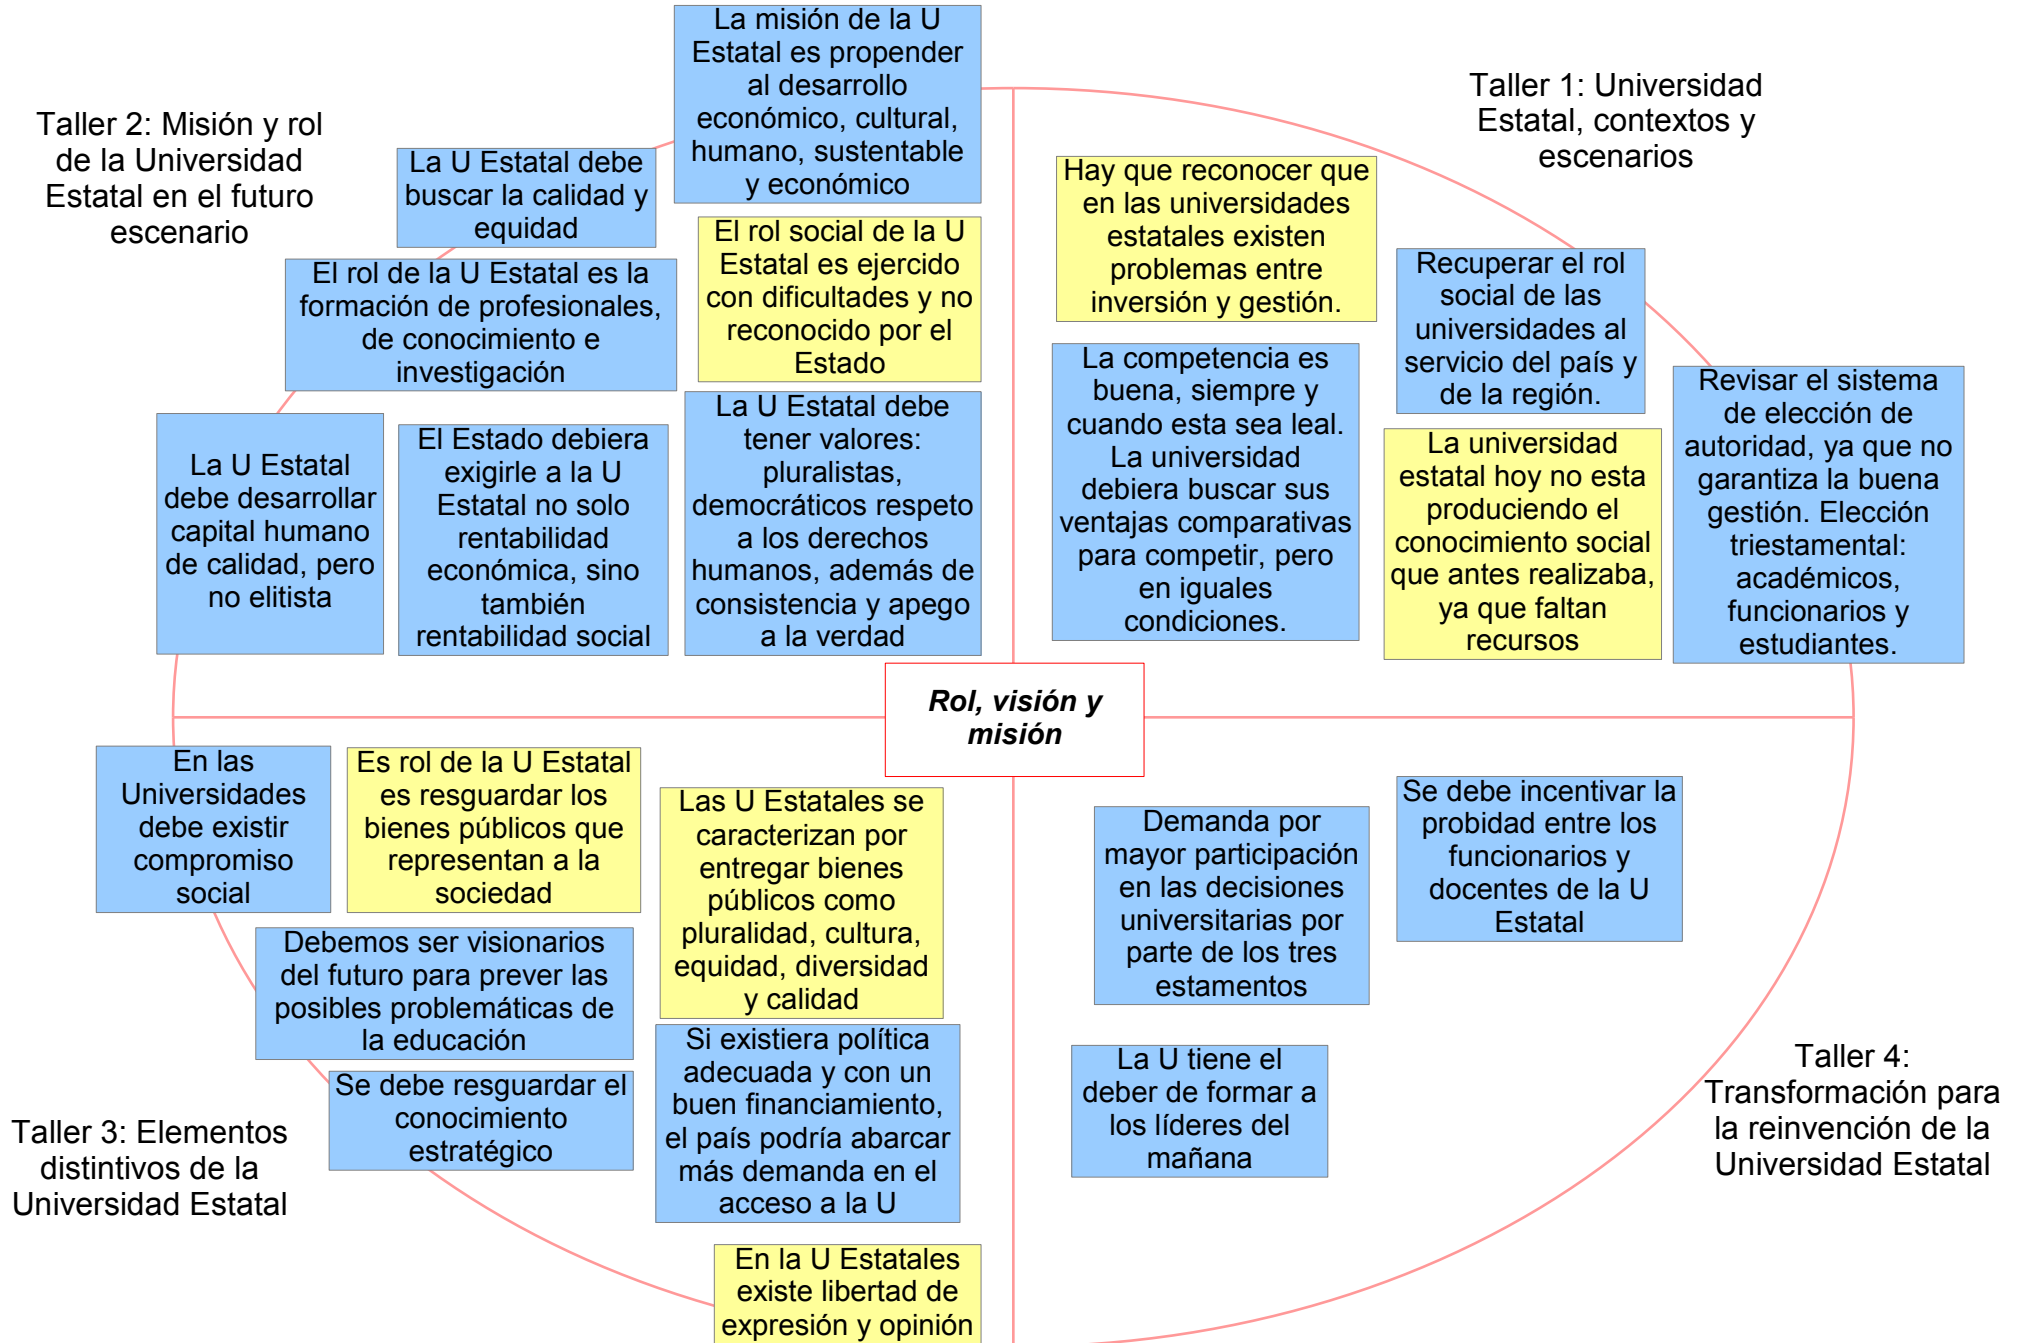 La misión de la U
Estatal es propender
al desarrollo
económico, cultural,
humano, sustentable
y económico
Taller 1: Universidad
Estatal, contextos y
escenarios
Taller 2: Misión y rol
de la Universidad
Estatal en el futuro
escenario
La U Estatal debe
buscar la calidad y
equidad
El rol social de la U
Estatal es ejercido
con dificultades y no
reconocido por el
Estado
El rol de la U Estatal es la
formación de profesionales,
de conocimiento e
investigación
La U Estatal
debe desarrollar
capital humano
de calidad, pero
no elitista
El Estado debiera
exigirle a la U
Estatal no solo
rentabilidad
económica, sino
también
rentabilidad social
La U Estatal debe
tener valores:
pluralistas,
democráticos respeto
a los derechos
humanos, además de
consistencia y apego
a la verdad
Hay que reconocer que
en las universidades
estatales existen
problemas entre
inversión y gestión.
Recuperar el rol
social de las
universidades al
servicio del país y
de la región.
La competencia es
buena, siempre y
cuando esta sea leal.
La universidad
debiera buscar sus
ventajas comparativas
para competir, pero
en iguales
condiciones.
La universidad
estatal hoy no esta
produciendo el
conocimiento social
que antes realizaba,
ya que faltan
recursos
Revisar el sistema
de elección de
autoridad, ya que no
garantiza la buena
gestión. Elección
triestamental:
académicos,
funcionarios y
estudiantes.
Rol, visión y
misión
En las
Universidades
debe existir
compromiso
social
Es rol de la U Estatal
es resguardar los
bienes públicos que
representan a la
sociedad
Las U Estatales se
caracterizan por
entregar bienes
públicos como
pluralidad, cultura,
equidad, diversidad
y calidad
Debemos ser visionarios
del futuro para prever las
posibles problemáticas de
la educación
Se debe resguardar el
conocimiento
estratégico
Si existiera política
adecuada y con un
buen financiamiento,
el país podría abarcar
más demanda en el
acceso a la U
Taller 3: Elementos
distintivos de la
Universidad Estatal
En la U Estatales
existe libertad de
expresión y opinión
Demanda por
mayor participación
en las decisiones
universitarias por
parte de los tres
estamentos
Se debe incentivar la
probidad entre los
funcionarios y
docentes de la U
Estatal
La U tiene el
deber de formar a
los líderes del
mañana
Taller 4:
Transformación para
la reinvención de la
Universidad Estatal